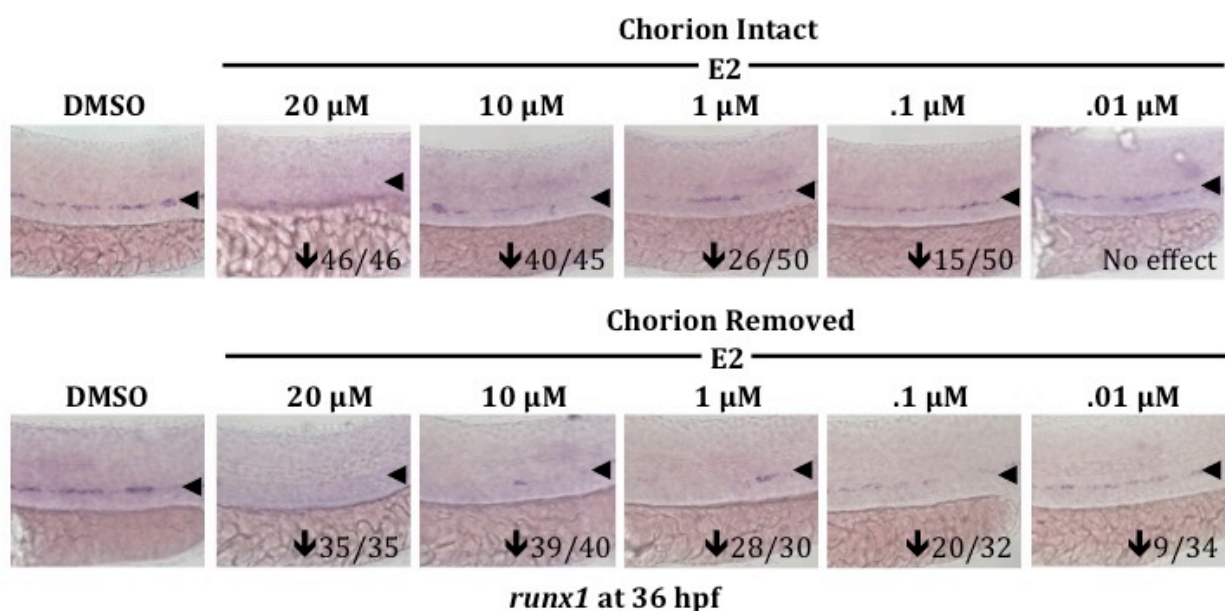 Chorion Intact
E2
DMSO 20 μM 10 μM 1 μM .1 μM .01 μM
↓46/46 ↓40/45 ↓26/50 ↓15/50 No effect
Chorion Removed
E2
DMSO 20 μM 10 μM 1 μM .1 μM .01 μM
↓35/35 ↓39/40 ↓28/30 ↓20/32 ↓9/34
runx1 at 36 hpf